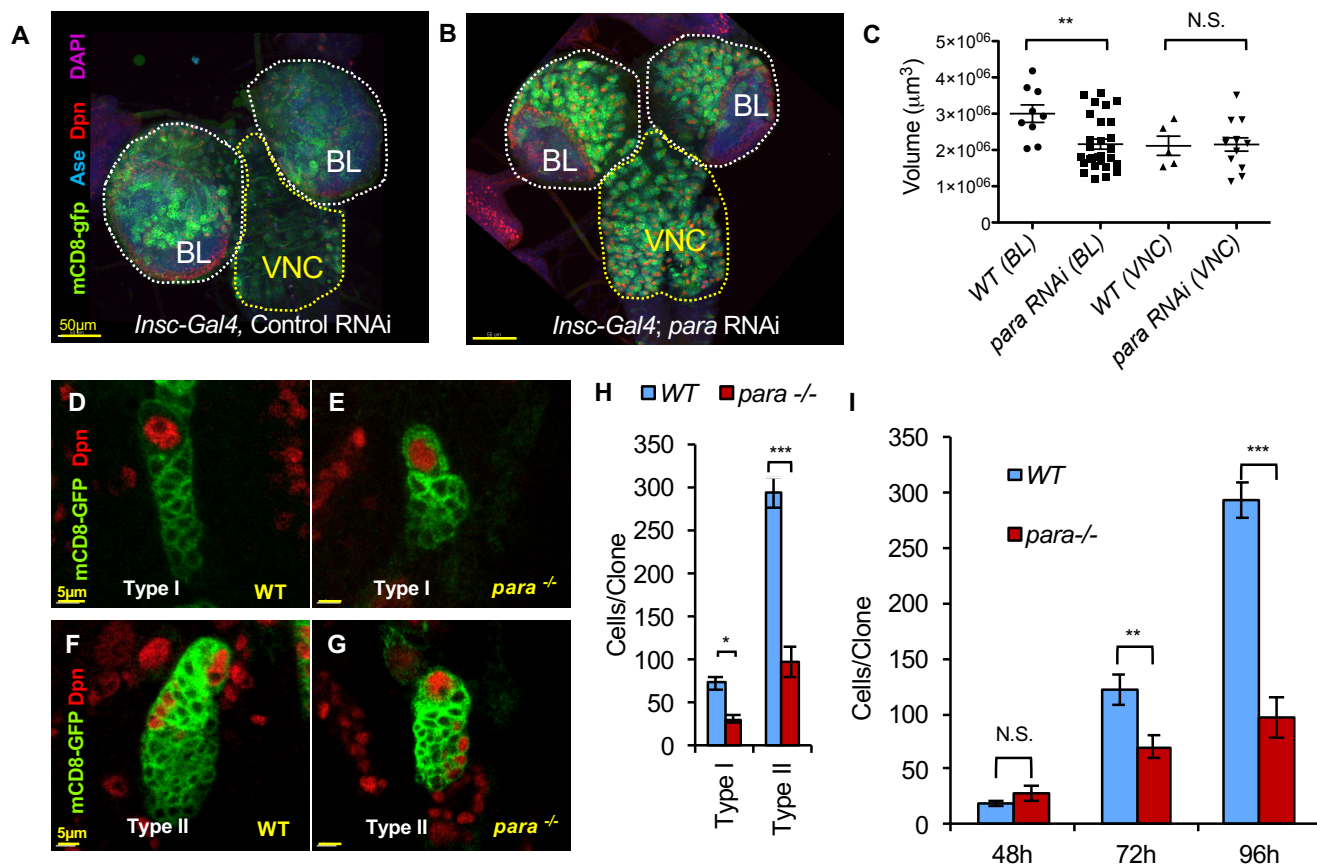 A
mCD8-gfp Ase Dpn DAPI
BL
BL
VNC
50µm
Insc-Gal4, Control RNAi
B
BL
BL
VNC
Insc-Gal4; para RNAi
C
**
N.S.
Volume (µm³)
5×10⁰⁶
4×10⁰⁶
3×10⁰⁶
2×10⁰⁶
1×10⁰⁶
0
WT (BL)
para RNAi (BL)
WT (VNC)
para RNAi (VNC)
D
mCD8-GFP Dpn
5µm
Type I
WT
E
Type I
para -/-
F
mCD8-GFP Dpn
5µm
Type II
WT
G
Type II
para -/-
H
WT
para -/-
Cells/Clone
350
300
250
200
150
100
50
0
*
***
Type I
Type II
I
WT
para-/-
Cells/Clone
350
300
250
200
150
100
50
0
N.S.
**
***
48h
72h
96h